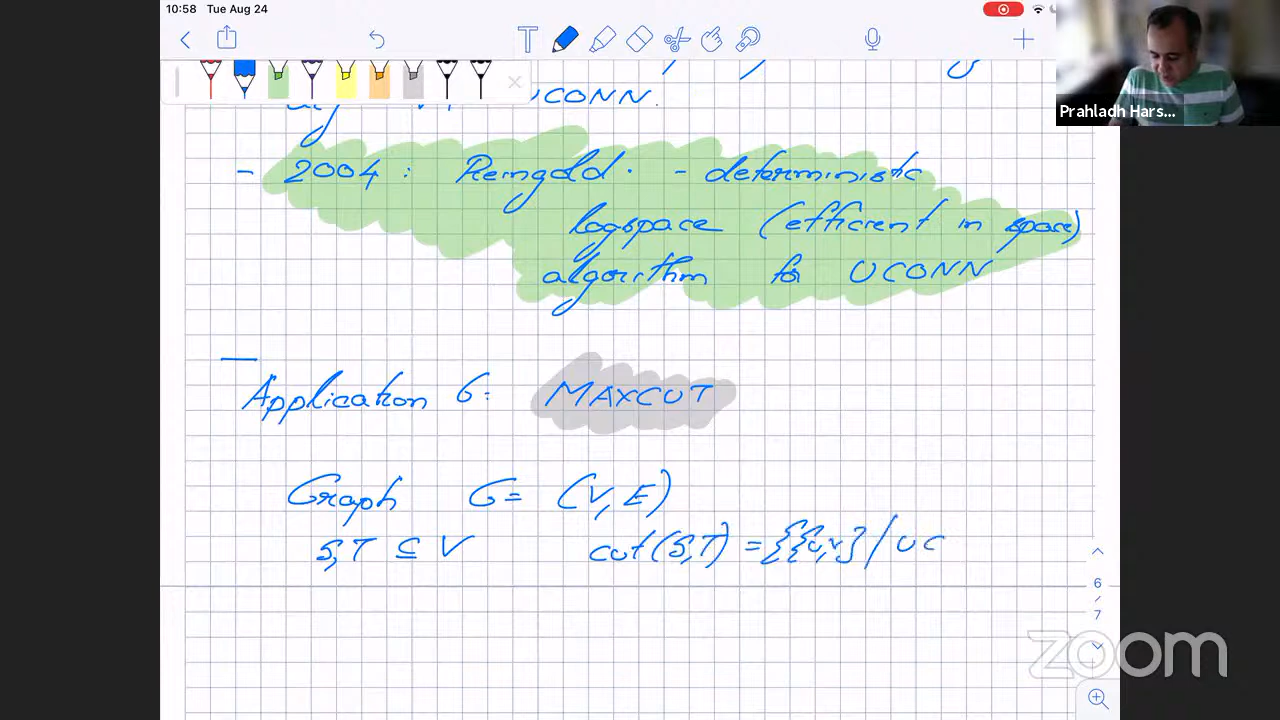 10:58 Tue Aug 24
T
Prahladh Hars...
UCONN.
- 2004 : Reingold. - deterministic
logspace (efficient in space)
algorithm for UCONN
Application 6: MAXCUT
Graph G = (V, E)
S, T ⊆ V cut(S, T) = {{u,v} / u ∈
6
/
7
zoom